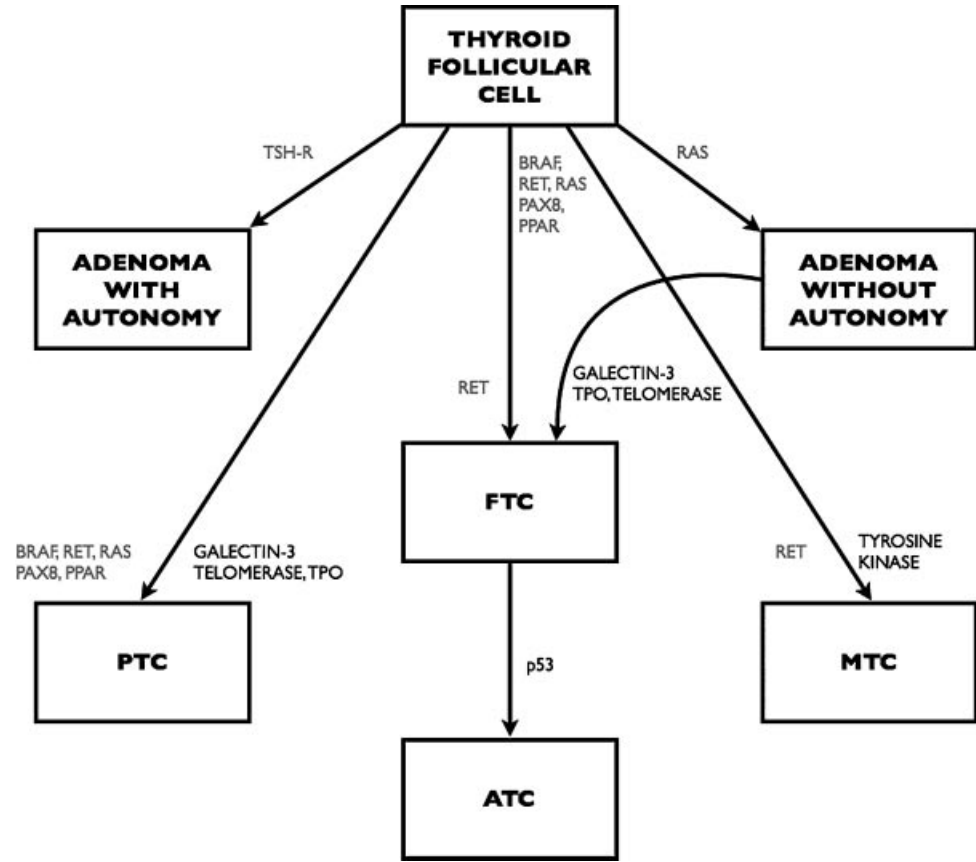 THYROID
FOLLICULAR
CELL
TSH-R
BRAF,
RET, RAS
PAX8,
PPAR
RAS
ADENOMA
WITH
AUTONOMY
ADENOMA
WITHOUT
AUTONOMY
RET
GALECTIN-3
TPO, TELOMERASE
FTC
BRAF, RET, RAS
PAX8, PPAR
GALECTIN-3
TELOMERASE, TPO
RET
TYROSINE
KINASE
PTC
p53
MTC
ATC